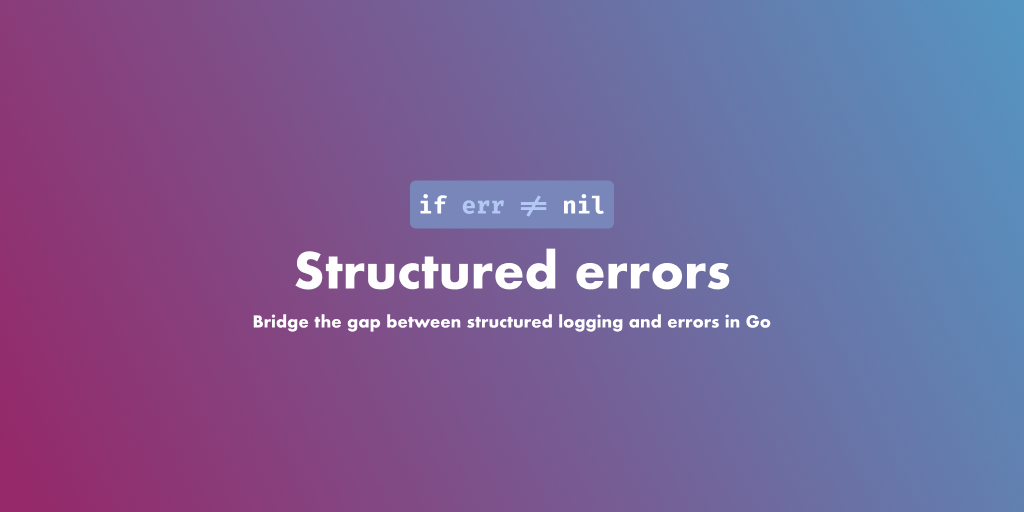 if err ≠ nil
Structured errors
Bridge the gap between structured logging and errors in Go